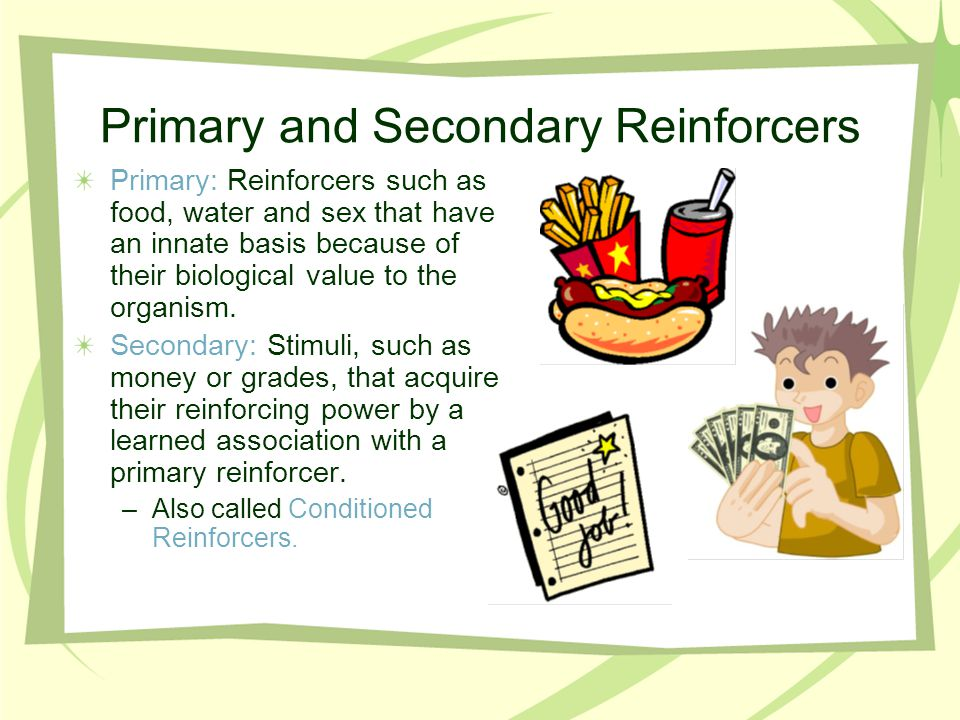 Primary and Secondary Reinforcers
Primary: Reinforcers such as
food, water and sex that have
an innate basis because of
their biological value to the
organism.
Secondary: Stimuli, such as
money or grades, that acquire
their reinforcing power by a
learned association with a
primary reinforcer.
– Also called Conditioned
Reinforcers.
Good
job!